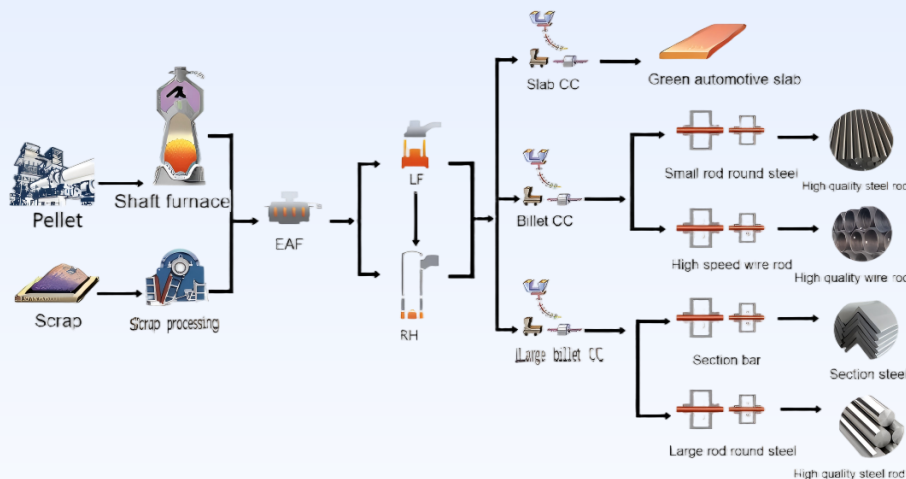 Slab CC
Green automotive slab
Pellet
Shaft furnace
LF
EAF
Billet CC
Small rod round steel
High-quality steel rod
High speed wire rod
High quality wire rod
Scrap
Scrap processing
RH
Large billet CC
Section bar
Section steel
Large rod round steel
High quality steel rod